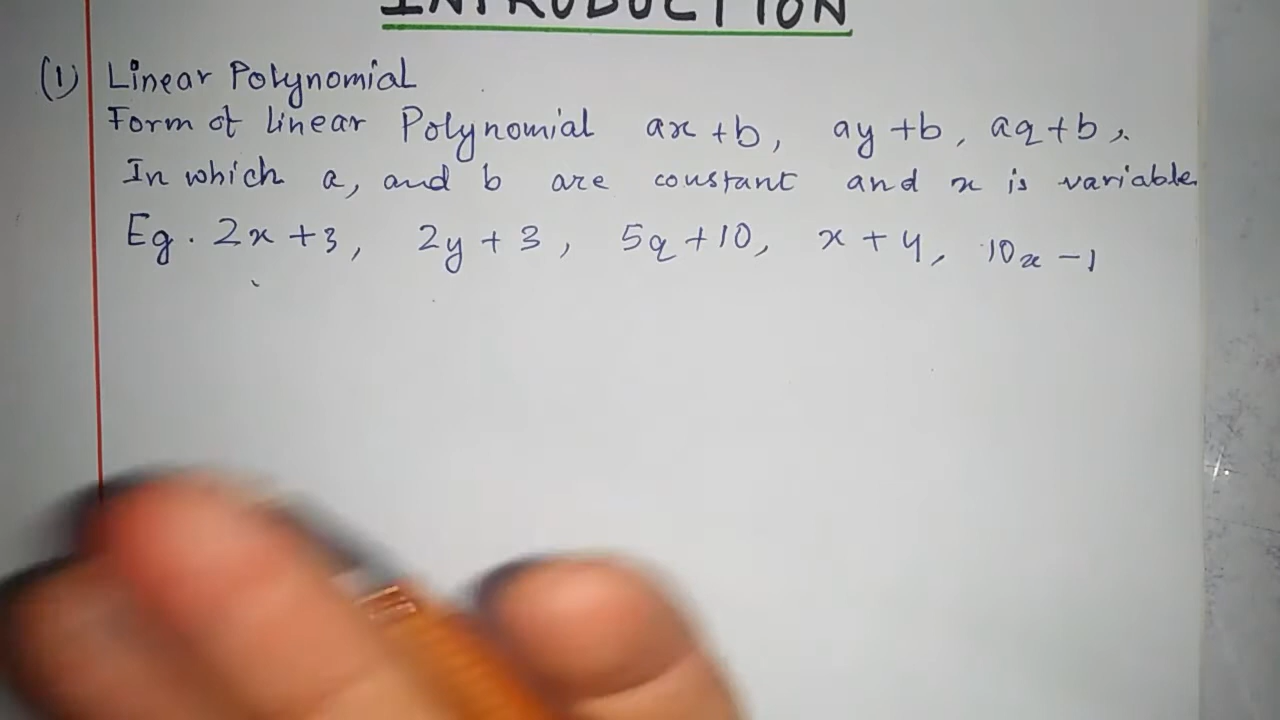 INTRODUCTION
(1) Linear Polynomial
Form of linear Polynomial ax + b, ay + b, aq + b,
In which a, and b are constant and x is variable
Eg. 2x + 3, 2y + 3, 5q + 10, x + 4, 10x - 1